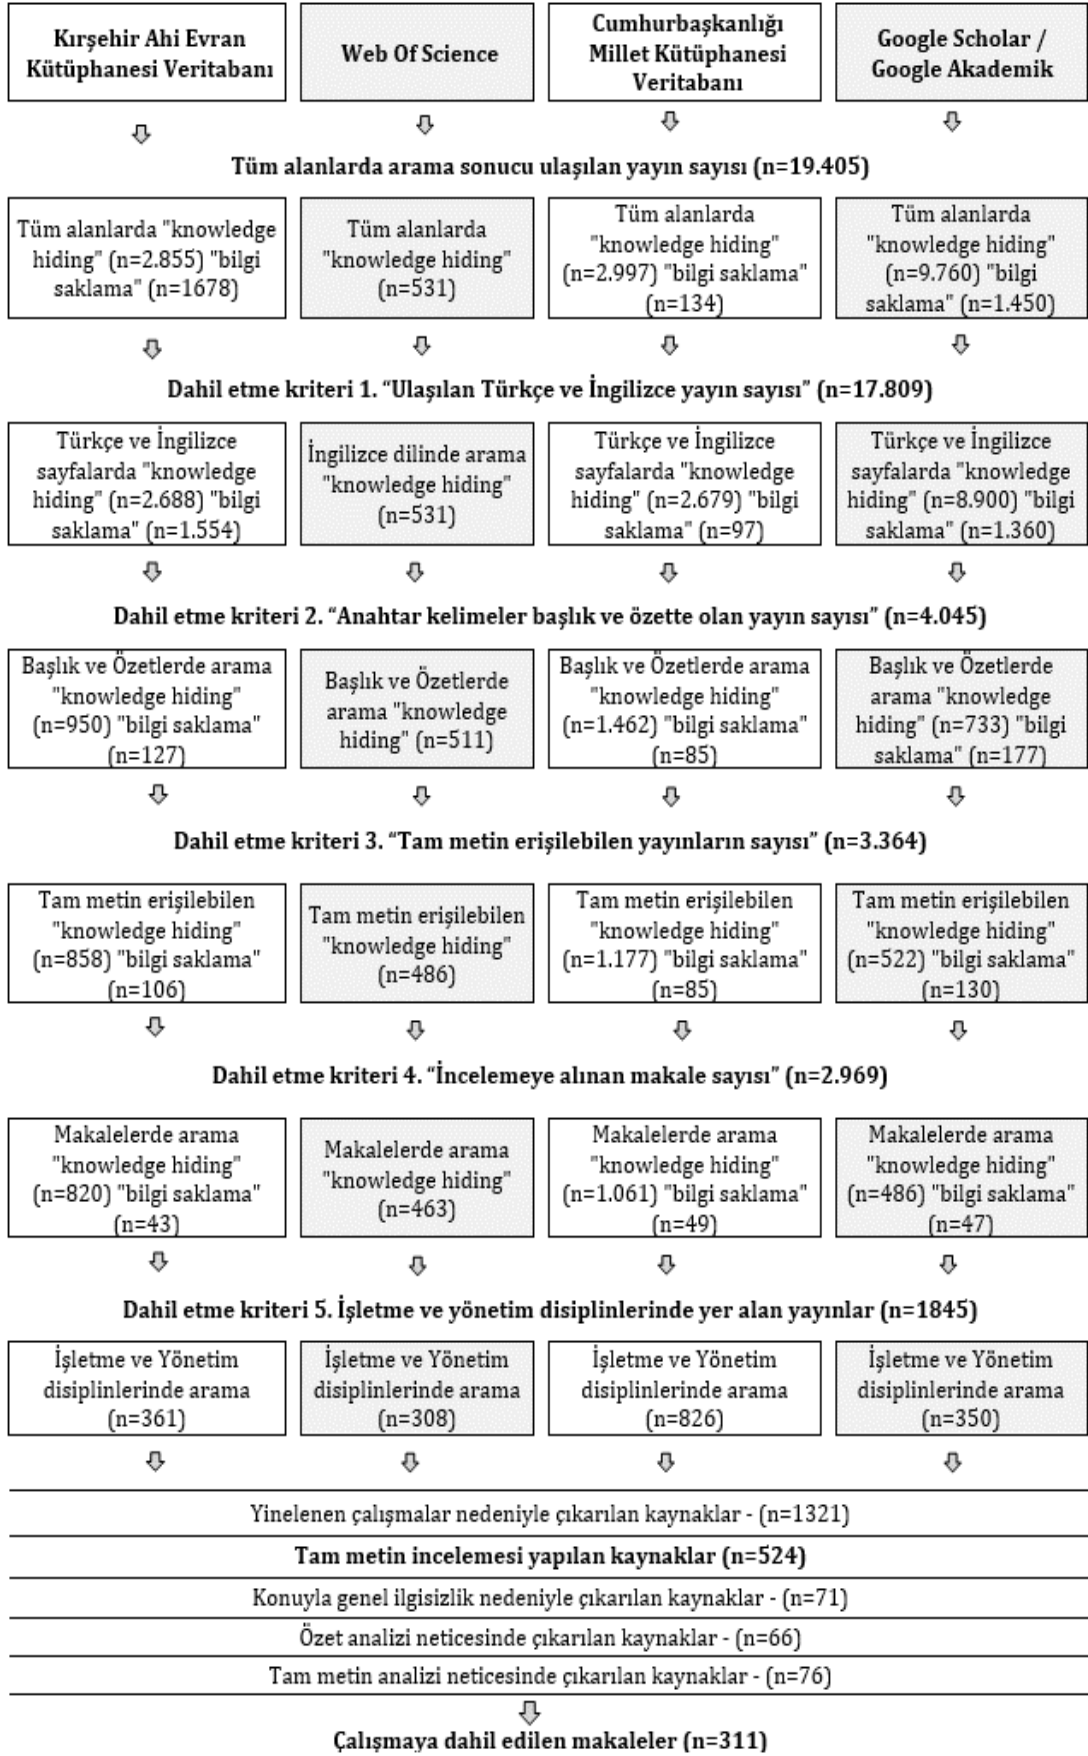 Kırşehir Ahi Evran
Kütüphanesi Veritabanı
Web Of Science
Cumhurbaşkanlığı
Millet Kütüphanesi
Veritabanı
Google Scholar /
Google Akademik
Tüm alanlarda arama sonucu ulaşılan yayın sayısı (n=19.405)
Tüm alanlarda "knowledge
hiding" (n=2.855) "bilgi
saklama" (n=1678)
Tüm alanlarda
"knowledge hiding"
(n=531)
Tüm alanlarda
"knowledge hiding"
(n=2.997) "bilgi saklama"
(n=134)
Tüm alanlarda
"knowledge hiding"
(n=9.760) "bilgi
saklama" (n=1.450)
Dahil etme kriteri 1. “Ulaşılan Türkçe ve İngilizce yayın sayısı” (n=17.809)
Türkçe ve İngilizce
sayfalarda "knowledge
hiding" (n=2.688) "bilgi
saklama" (n=1.554)
İngilizce dilinde arama
"knowledge hiding"
(n=531)
Türkçe ve İngilizce
sayfalarda "knowledge
hiding" (n=2.679) "bilgi
saklama" (n=97)
Türkçe ve İngilizce
sayfalarda "knowledge
hiding" (n=8.900) "bilgi
saklama" (n=1.360)
Dahil etme kriteri 2. “Anahtar kelimeler başlık ve özette olan yayın sayısı” (n=4.045)
Başlık ve Özetlerde arama
"knowledge hiding"
(n=950) "bilgi saklama"
(n=127)
Başlık ve Özetlerde
arama "knowledge
hiding" (n=511)
Başlık ve Özetlerde arama
"knowledge hiding"
(n=1.462) "bilgi saklama"
(n=85)
Başlık ve Özetlerde
arama "knowledge
hiding" (n=733) "bilgi
saklama" (n=177)
Dahil etme kriteri 3. “Tam metin erişilebilen yayınların sayısı” (n=3.364)
Tam metin erişilebilen
"knowledge hiding"
(n=858) "bilgi saklama"
(n=106)
Tam metin erişilebilen
"knowledge hiding"
(n=486)
Tam metin erişilebilen
"knowledge hiding"
(n=1.177) "bilgi saklama"
(n=85)
Tam metin erişilebilen
"knowledge hiding"
(n=522) "bilgi saklama"
(n=130)
Dahil etme kriteri 4. “İncelemeye alınan makale sayısı” (n=2.969)
Makalelerde arama
"knowledge hiding"
(n=820) "bilgi saklama"
(n=43)
Makalelerde arama
"knowledge hiding"
(n=463)
Makalelerde arama
"knowledge hiding"
(n=1.061) "bilgi saklama"
(n=49)
Makalelerde arama
"knowledge hiding"
(n=486) "bilgi saklama"
(n=47)
Dahil etme kriteri 5. İşletme ve yönetim disiplinlerinde yer alan yayınlar (n=1845)
İşletme ve Yönetim
disiplinlerinde arama
(n=361)
İşletme ve Yönetim
disiplinlerinde arama
(n=308)
İşletme ve Yönetim
disiplinlerinde arama
(n=826)
İşletme ve Yönetim
disiplinlerinde arama
(n=350)
Yinelenen çalışmalar nedeniyle çıkarılan kaynaklar - (n=1321)
Tam metin incelemesi yapılan kaynaklar (n=524)
Konuyla genel ilgisizlik nedeniyle çıkarılan kaynaklar - (n=71)
Özet analizi neticesinde çıkarılan kaynaklar - (n=66)
Tam metin analizi neticesinde çıkarılan kaynaklar - (n=76)
Çalışmaya dahil edilen makaleler (n=311)